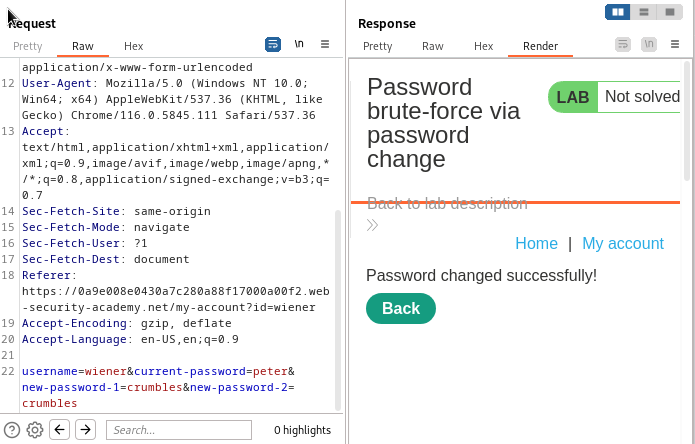 Request
Pretty Raw Hex
\n
application/x-www-form-urlencoded
12 User-Agent: Mozilla/5.0 (Windows NT 10.0;
Win64; x64) AppleWebKit/537.36 (KHTML, like
Gecko) Chrome/116.0.5845.111 Safari/537.36
13 Accept:
text/html,application/xhtml+xml,application/
xml;q=0.9,image/avif,image/webp,image/apng,*
/*;q=0.8,application/signed-exchange;v=b3;q=
0.7
14 Sec-Fetch-Site: same-origin
15 Sec-Fetch-Mode: navigate
16 Sec-Fetch-User: ?1
17 Sec-Fetch-Dest: document
18 Referer:
https://0a9e008e0430a7c280a88f17000a00f2.web
-security-academy.net/my-account?id=wiener
19 Accept-Encoding: gzip, deflate
20 Accept-Language: en-US,en;q=0.9
21
22 username=wiener&current-password=peter&
new-password-1=crumbles&new-password-2=
crumbles
Search...
0 highlights
Response
Pretty Raw Hex Render
\n
Password
brute-force via
password
change
LAB Not solved
Back to lab description
Home | My account
Password changed successfully!
Back